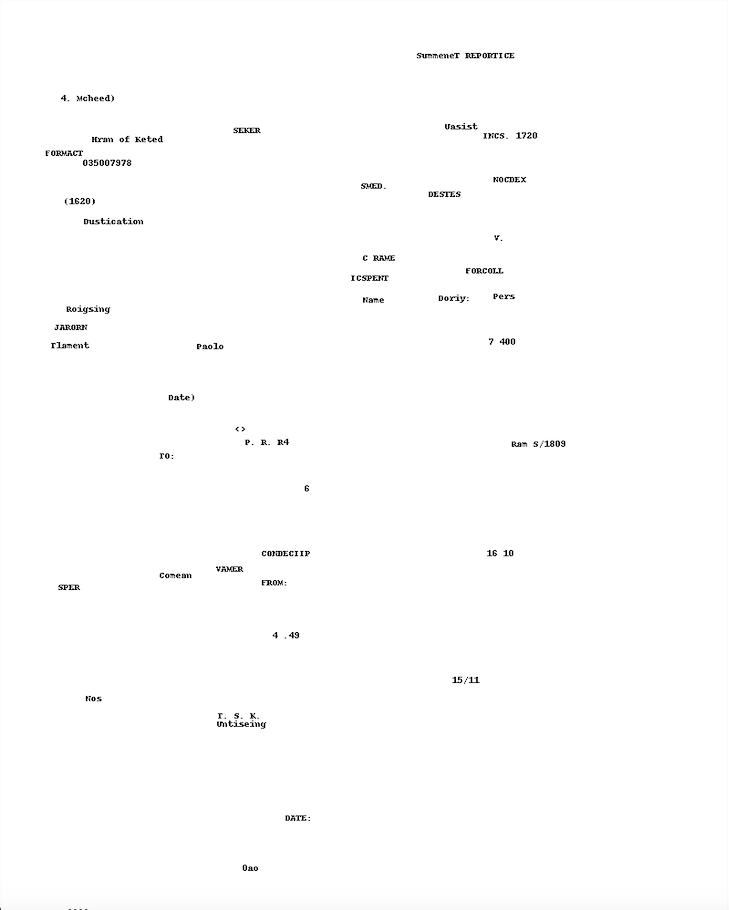 SummeneT REPORTICE
4. Mcheed)
Uasist
SEKER
INCS. 1720
Hrmn of Keted
FORMACT
035007978
NOCDEX
SMED.
DESTES
(1620)
Dustication
V.
C RAME
FORCOLL
ICSPENT
Name Doriy: Pers
Roigsing
JARORN
7 400
Flament Paolo
Date)
<>
P. R. R4 Ram S/1809
TO:
6
CONDECIIP 16 10
VAMER
Comean
FROM:
SPER
4 .49
15/11
Nos
T. S. K.
Untiseing
DATE:
0ao